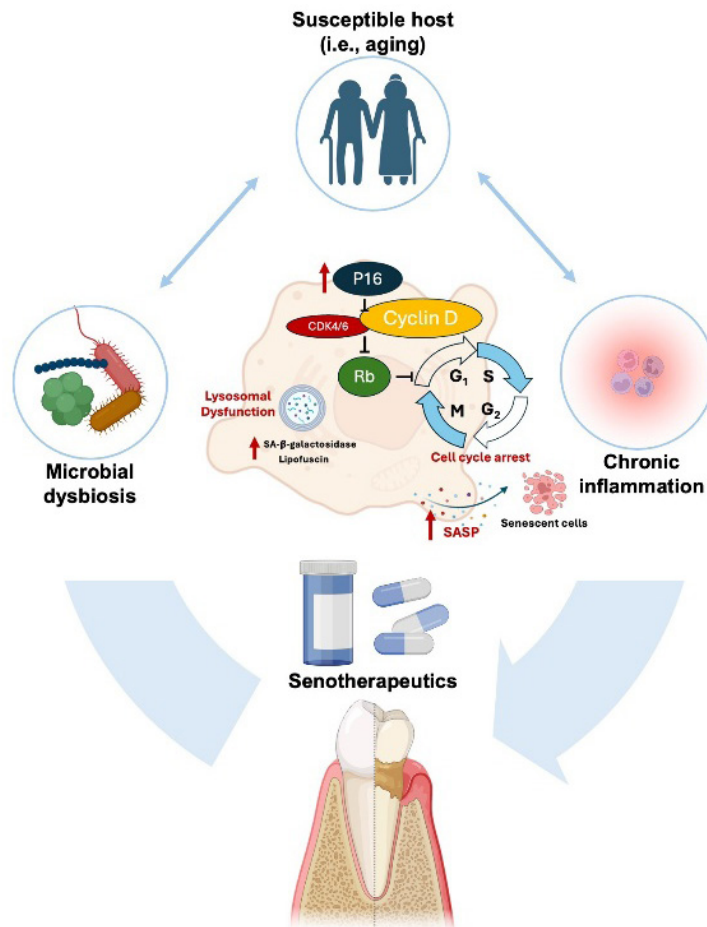 Susceptible host
(i.e., aging)
P16
CDK4/6
Cyclin D
Rb
G1 S
M G2
Lysosomal
Dysfunction
SA-β-galactosidase
Lipofuscin
Cell cycle arrest
SASP
Senescent cells
Microbial
dysbiosis
Chronic
inflammation
Senotherapeutics